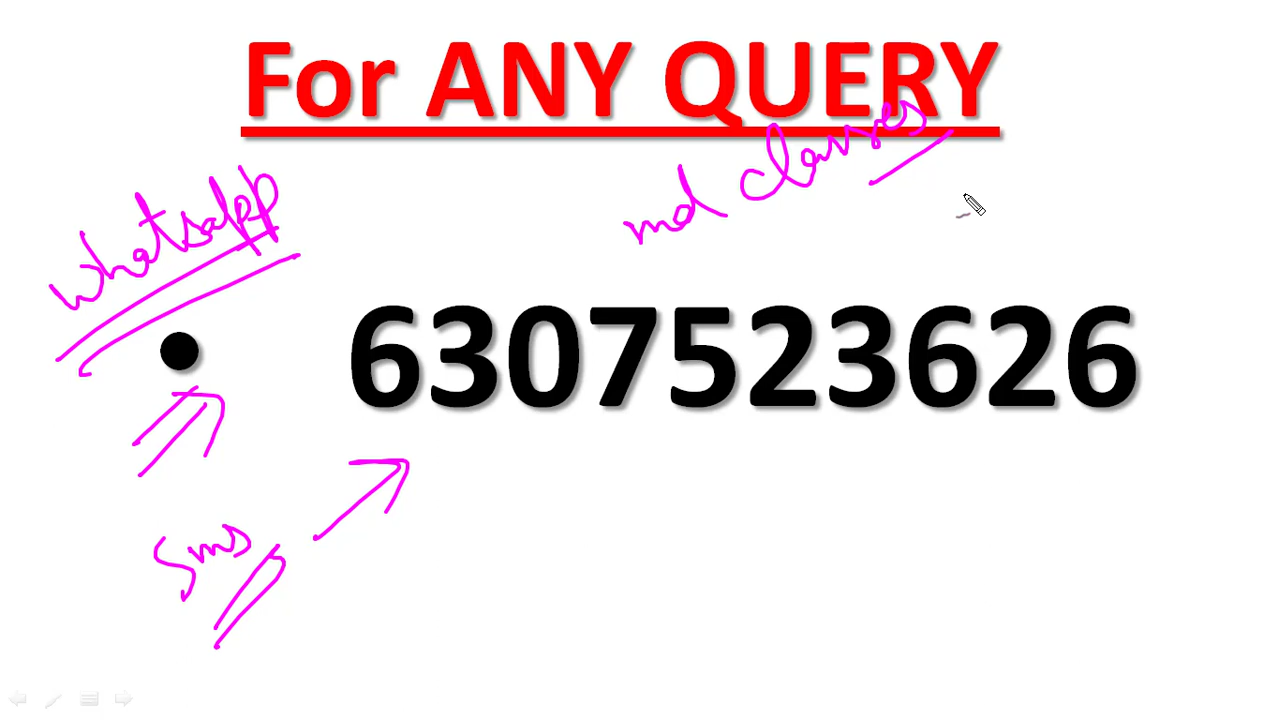 For ANY QUERY
md classes
Whatsapp
• 6307523626
Sms